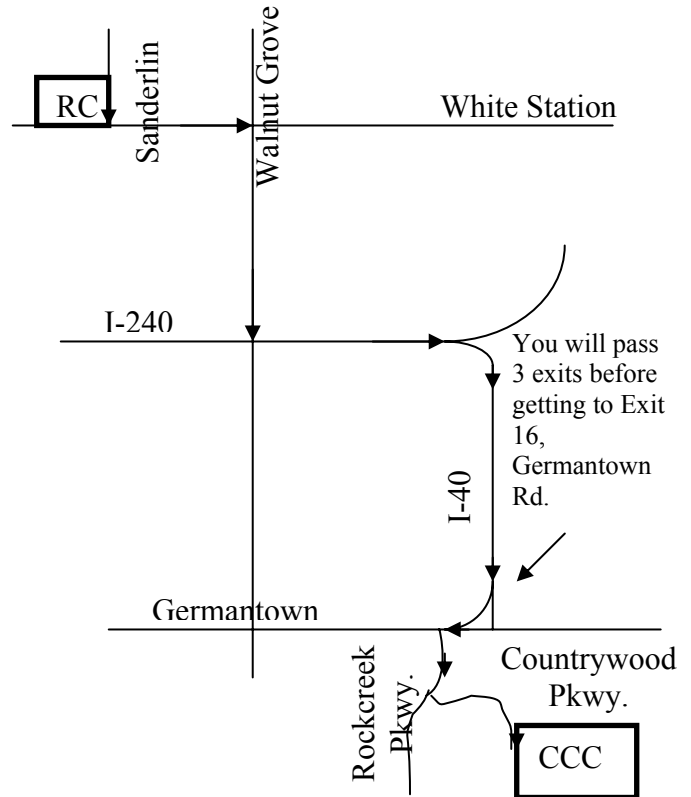 RC
Sanderlin
Walnut Grove
White Station
I-240
You will pass
3 exits before
getting to Exit
16,
Germantown
Rd.
I-40
Germantown
Rockcreek
Pkwy.
Countrywood
Pkwy.
CCC